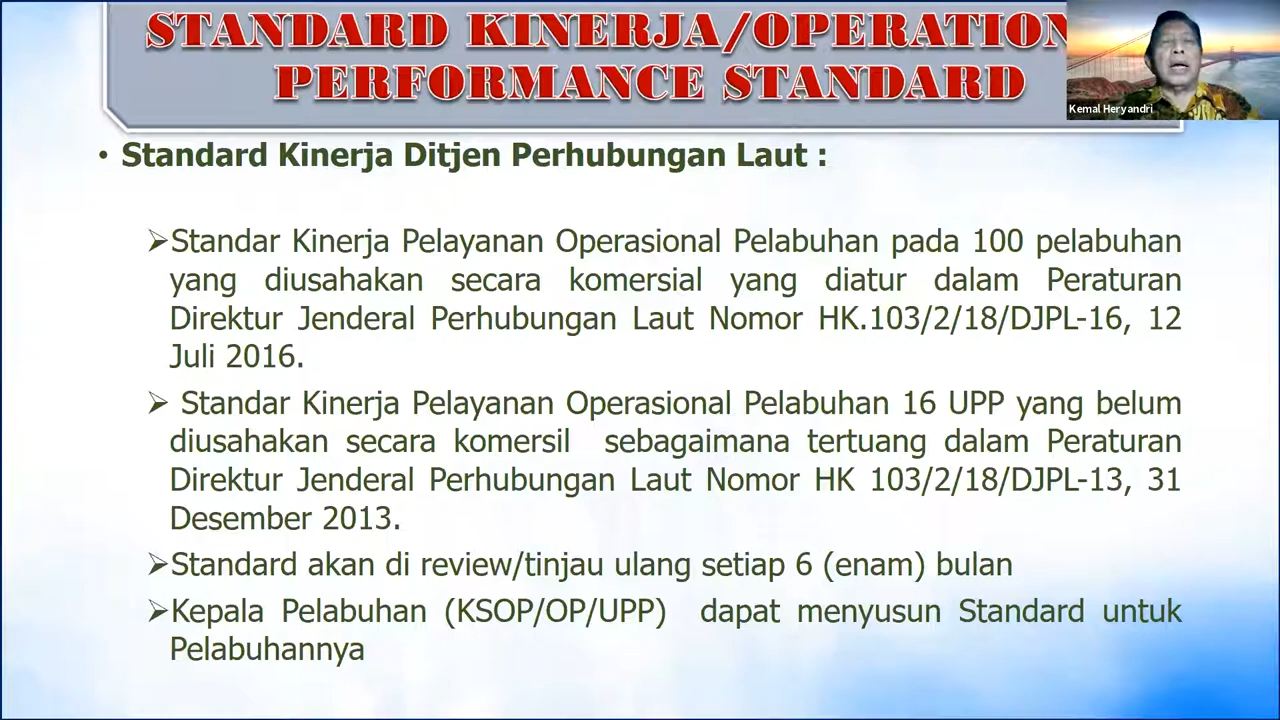 STANDARD KINERJA/OPERATION
PERFORMANCE STANDARD
Kemal Heryandri
• Standard Kinerja Ditjen Perhubungan Laut :
➢Standar Kinerja Pelayanan Operasional Pelabuhan pada 100 pelabuhan
yang diusahakan secara komersial yang diatur dalam Peraturan
Direktur Jenderal Perhubungan Laut Nomor HK.103/2/18/DJPL-16, 12
Juli 2016.
➢ Standar Kinerja Pelayanan Operasional Pelabuhan 16 UPP yang belum
diusahakan secara komersil sebagaimana tertuang dalam Peraturan
Direktur Jenderal Perhubungan Laut Nomor HK 103/2/18/DJPL-13, 31
Desember 2013.
➢Standard akan di review/tinjau ulang setiap 6 (enam) bulan
➢Kepala Pelabuhan (KSOP/OP/UPP) dapat menyusun Standard untuk
Pelabuhannya